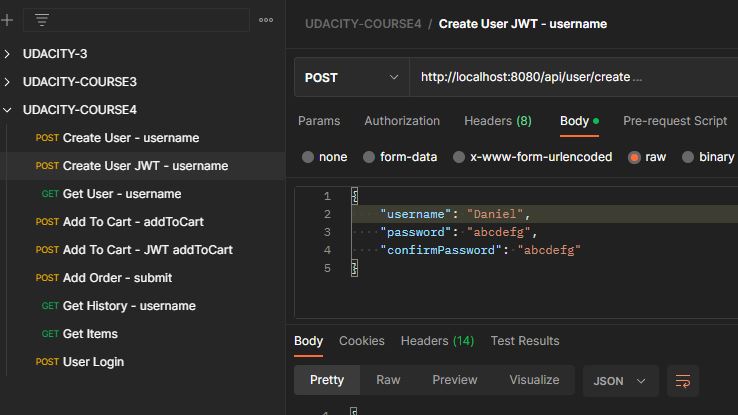 UDACITY-3
UDACITY-COURSE3
UDACITY-COURSE4
POST Create User - username
POST Create User JWT - username
GET Get User - username
POST Add To Cart - addToCart
POST Add To Cart - JWT addToCart
POST Add Order - submit
GET Get History - username
GET Get Items
POST User Login
UDACITY-COURSE4 / Create User JWT - username
POST http://localhost:8080/api/user/create ...
Params Authorization Headers (8) Body Pre-request Script
none form-data x-www-form-urlencoded raw binary
1 {
2 "username": "Daniel",
3 "password": "abcdefg",
4 "confirmPassword": "abcdefg"
5 }
Body Cookies Headers (14) Test Results
Pretty Raw Preview Visualize JSON
1 {